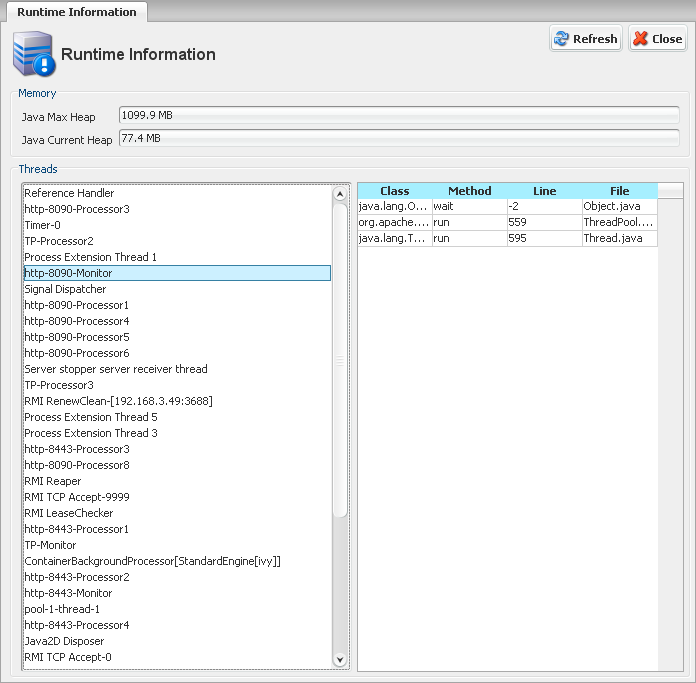 Runtime Information
Runtime Information
Refresh
Close
Memory
Java Max Heap 1099.9 MB
Java Current Heap 77.4 MB
Threads
Reference Handler
http-8090-Processor3
Timer-0
TP-Processor2
Process Extension Thread 1
http-8090-Monitor
Signal Dispatcher
http-8090-Processor1
http-8090-Processor4
http-8090-Processor5
http-8090-Processor6
Server stopper server receiver thread
TP-Processor3
RMI RenewClean-[192.168.3.49:3688]
Process Extension Thread 5
Process Extension Thread 3
http-8443-Processor3
http-8090-Processor8
RMI Reaper
RMI TCP Accept-9999
RMI LeaseChecker
http-8443-Processor1
TP-Monitor
ContainerBackgroundProcessor[StandardEngine[ivy]]
http-8443-Processor2
http-8443-Monitor
pool-1-thread-1
http-8443-Processor4
Java2D Disposer
RMI TCP Accept-0
Class Method Line File
java.lang.O... wait -2 Object.java
org.apache.... run 559 ThreadPool....
java.lang.T... run 595 Thread.java